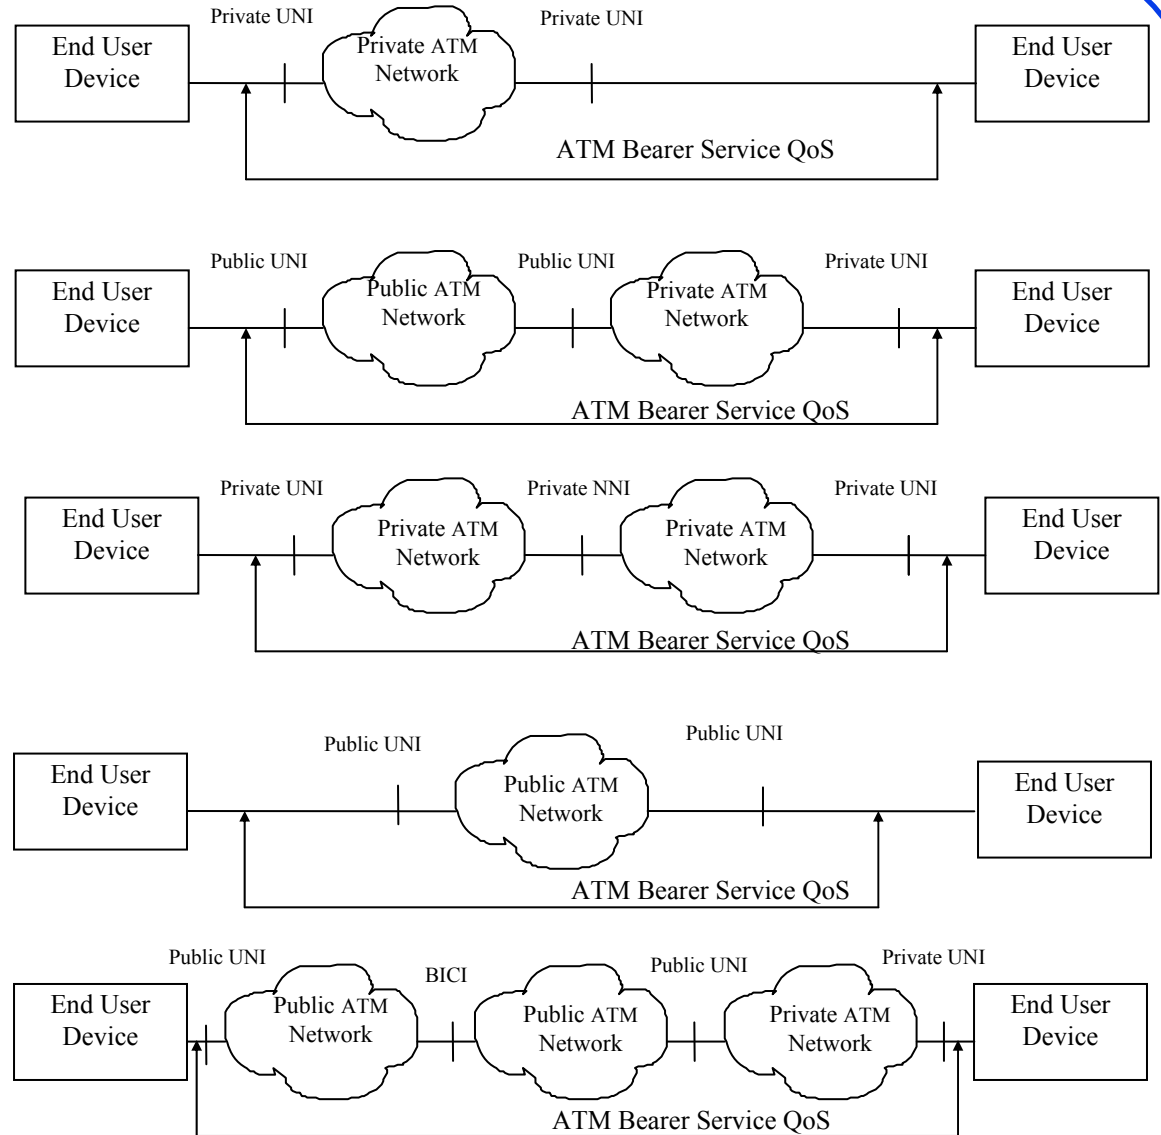 Private UNI
Private UNI
End User
Device
Private ATM
Network
End User
Device
ATM Bearer Service QoS
Public UNI
Public UNI
Private UNI
End User
Device
Public ATM
Network
Private ATM
Network
End User
Device
ATM Bearer Service QoS
Private UNI
Private NNI
Private UNI
End User
Device
Private ATM
Network
Private ATM
Network
End User
Device
ATM Bearer Service QoS
Public UNI
Public UNI
End User
Device
Public ATM
Network
End User
Device
ATM Bearer Service QoS
Public UNI
BICI
Public UNI
Private UNI
End User
Device
Public ATM
Network
Public ATM
Network
Private ATM
Network
End User
Device
ATM Bearer Service QoS